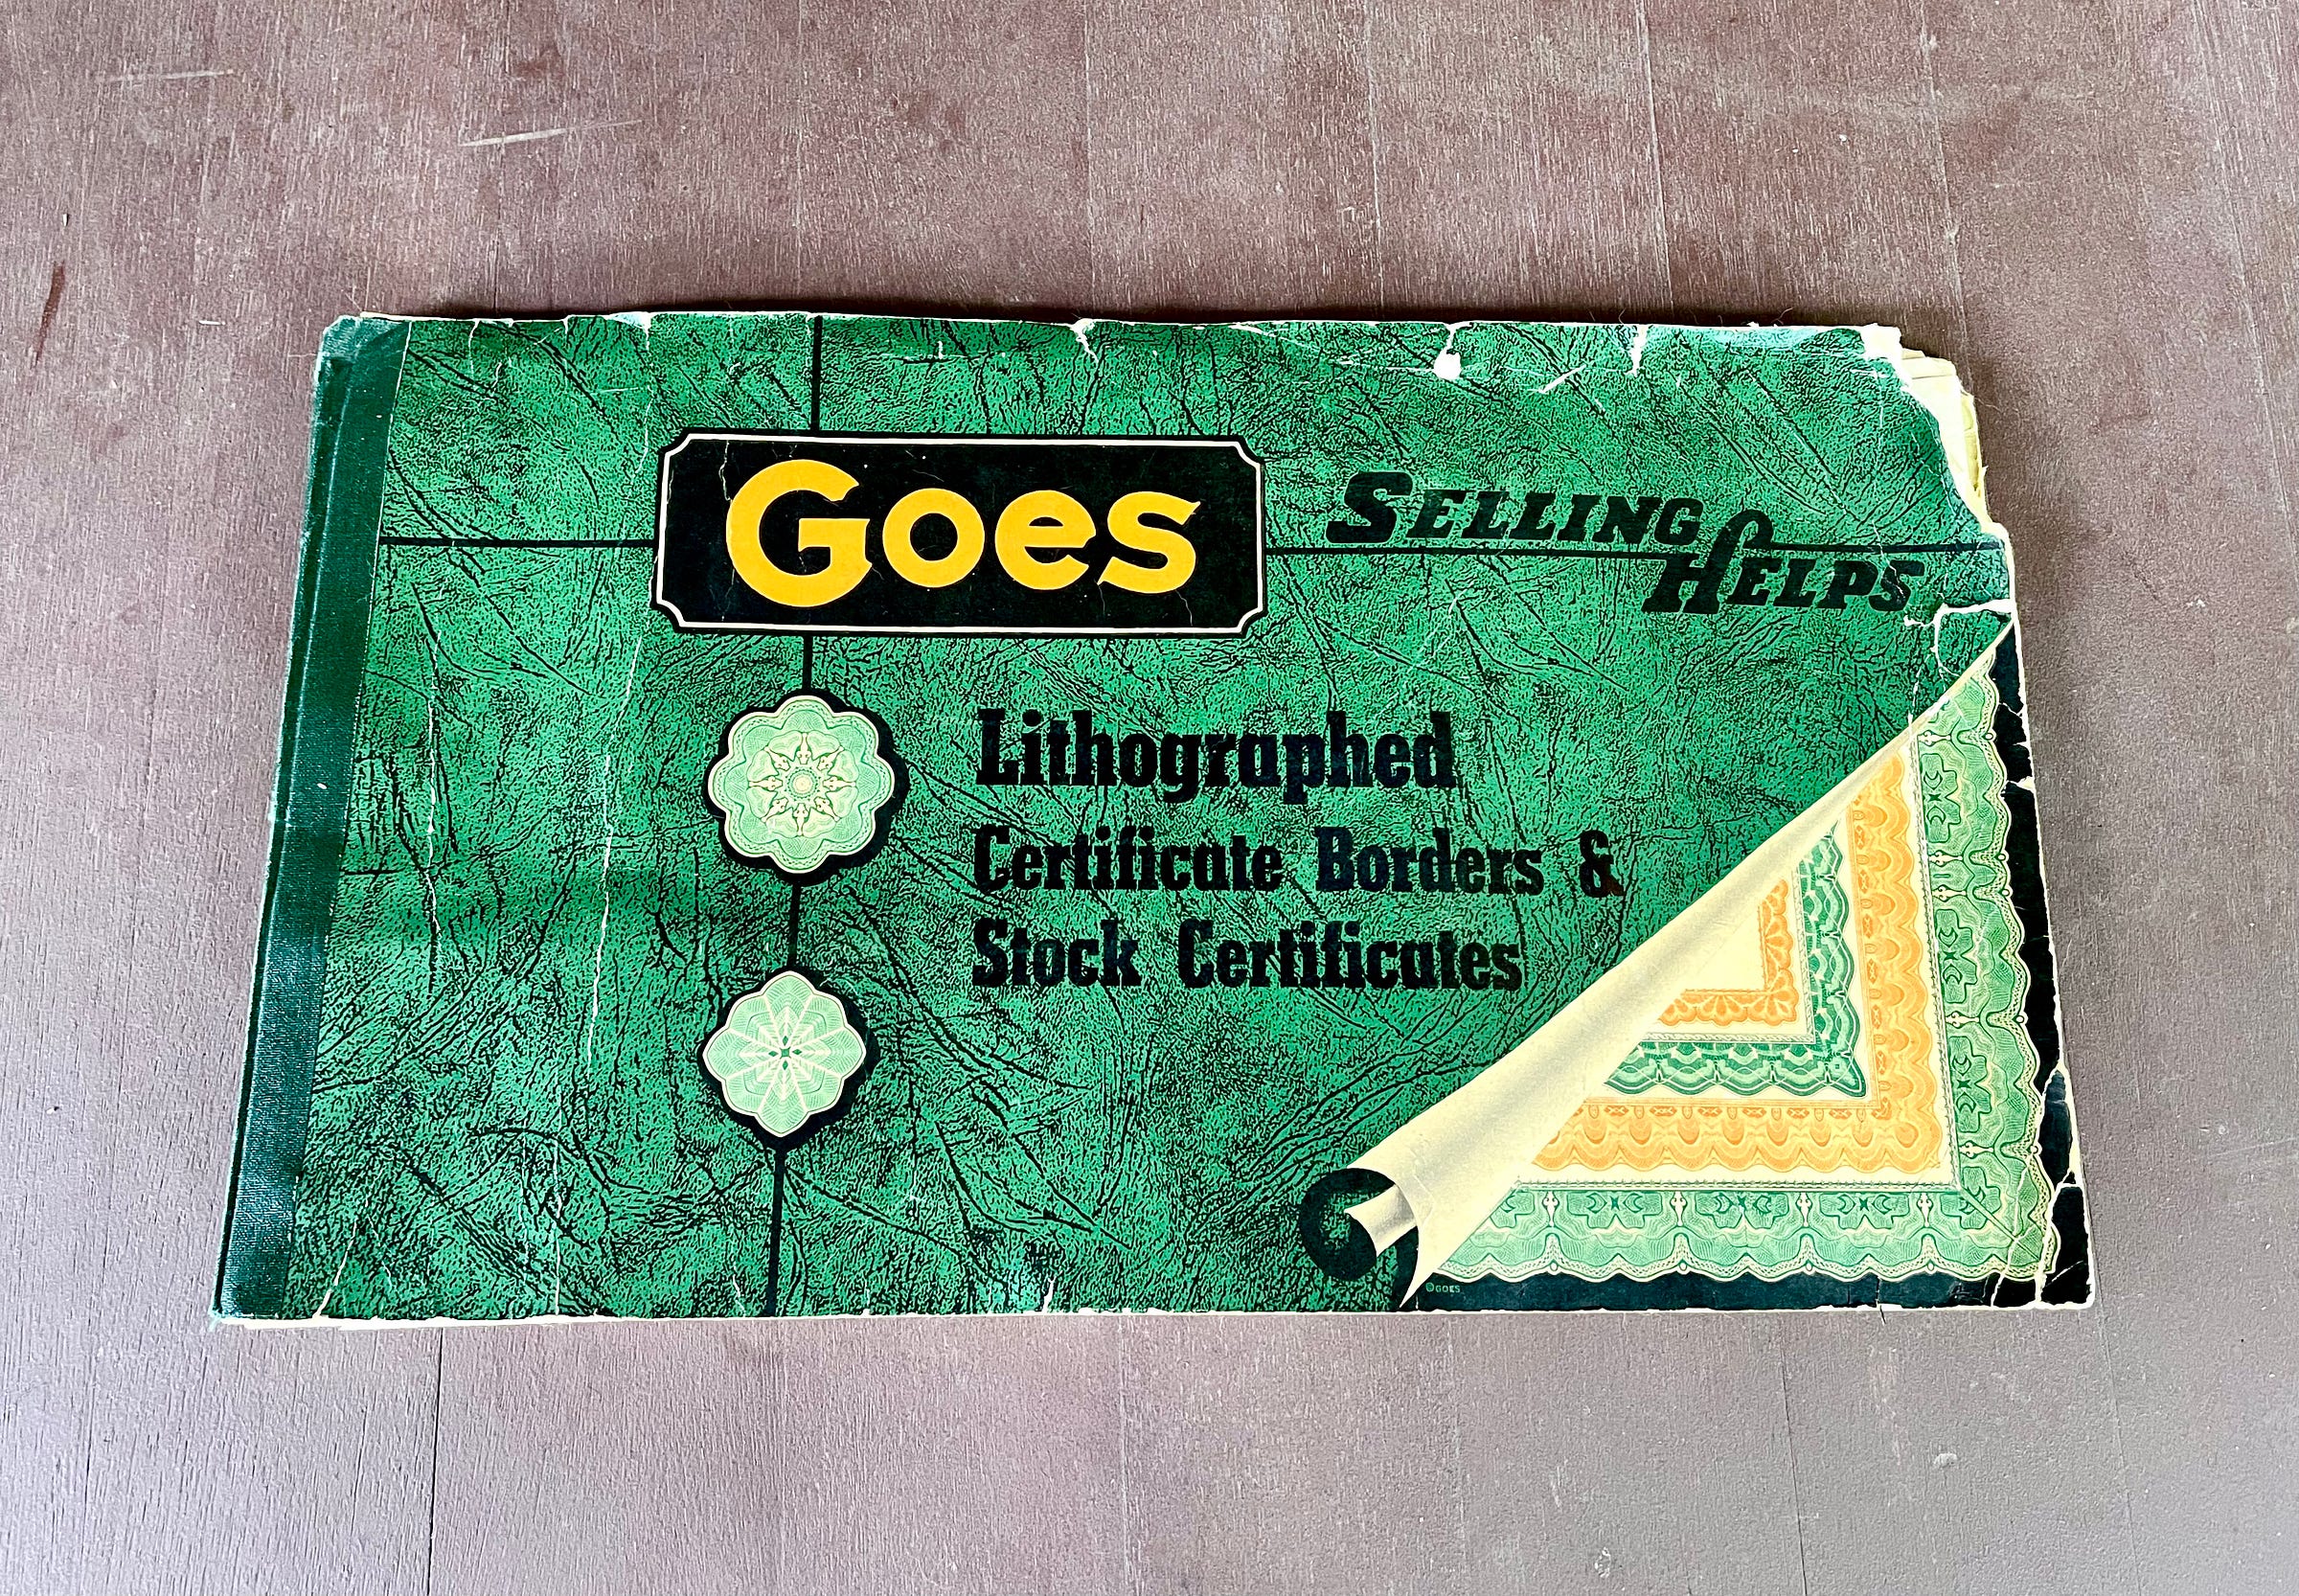 Goes
SELLING
HELPS
Lithographed
Certificate Borders &
Stock Certificates
©GOES